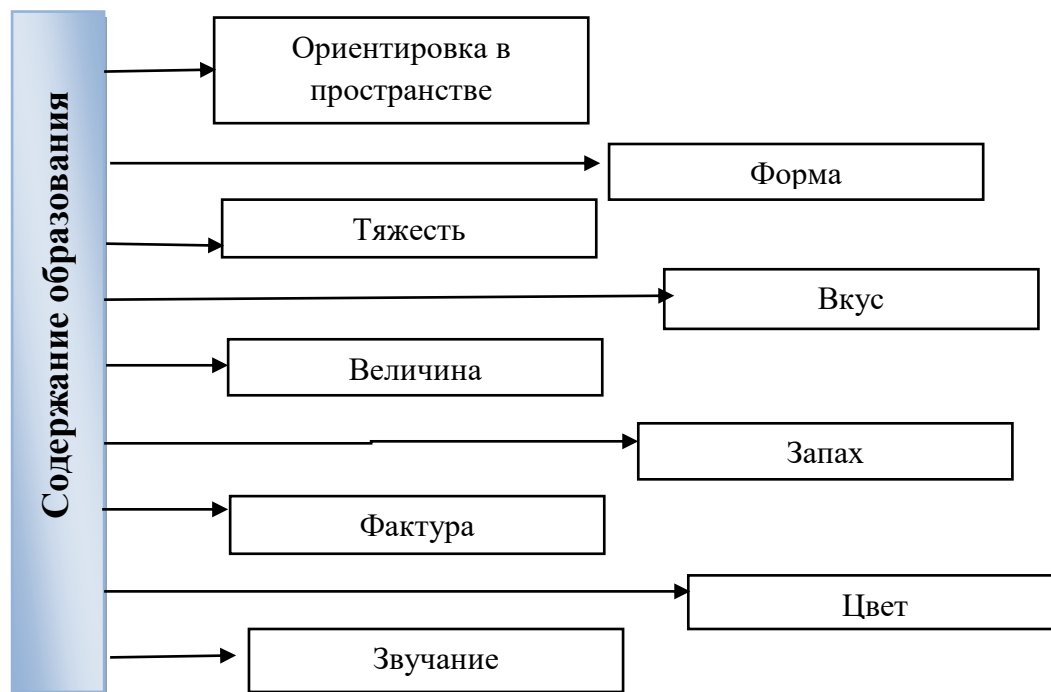 Содержание образования
Ориентировка в
пространстве
Форма
Тяжесть
Вкус
Величина
Запах
Фактура
Цвет
Звучание